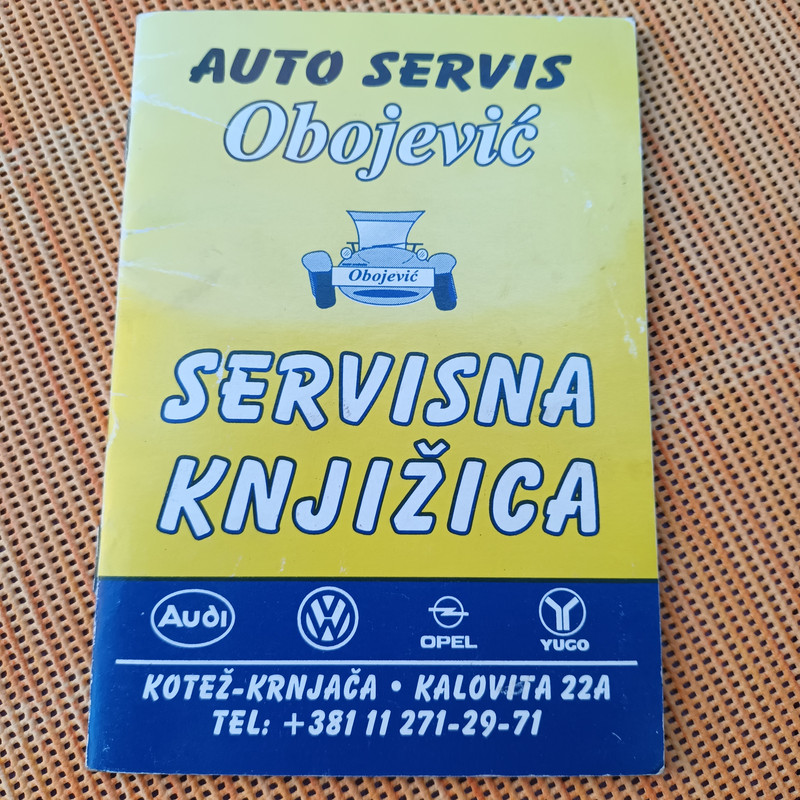 AUTO SERVIS
Obojević
Obojević
SERVISNA
KNJIŽICA
Audi
VW
OPEL
YUGO
KOTEŽ-KRNJAČA • KALOVITA 22A
TEL: +381 11 271-29-71